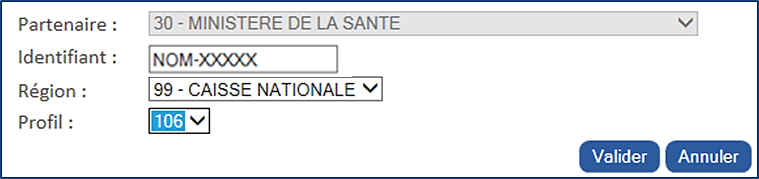 Partenaire : 30 - MINISTERE DE LA SANTE
Identifiant : NOM-XXXXX
Région : 99 - CAISSE NATIONALE
Profil : 106
Valider Annuler